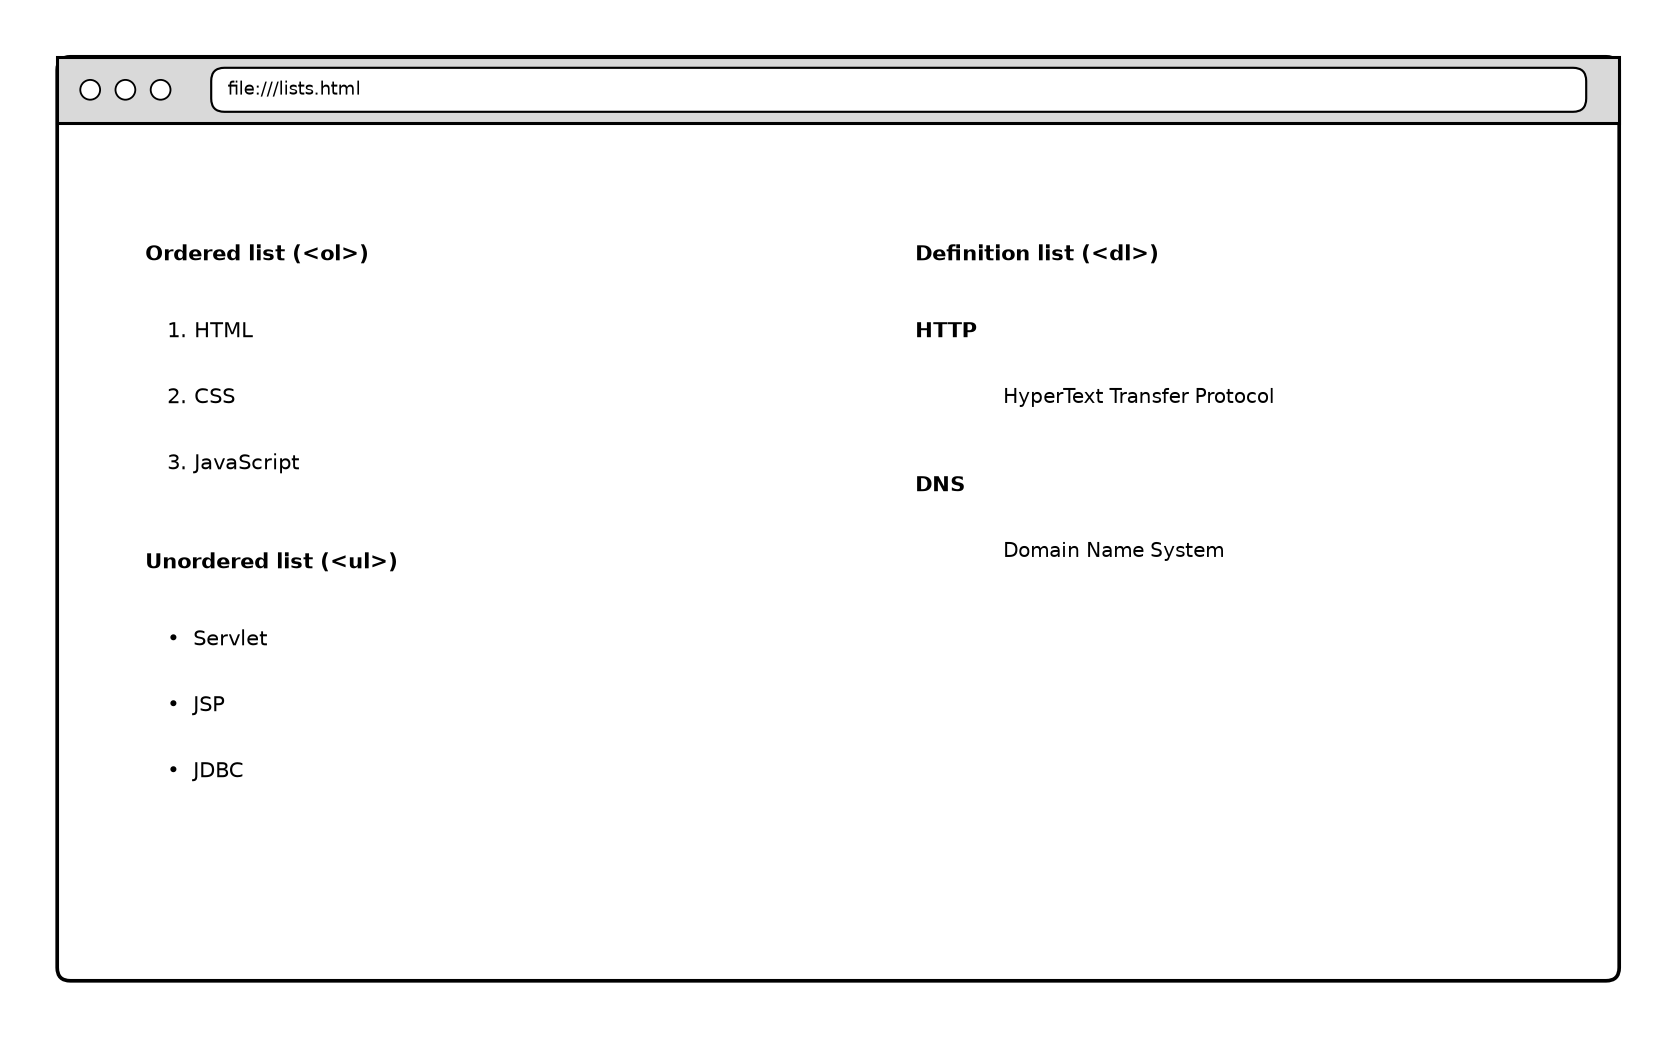 file:///lists.html
Ordered list (<ol>)
1. HTML
2. CSS
3. JavaScript
Unordered list (<ul>)
• Servlet
• JSP
• JDBC
Definition list (<dl>)
HTTP
HyperText Transfer Protocol
DNS
Domain Name System